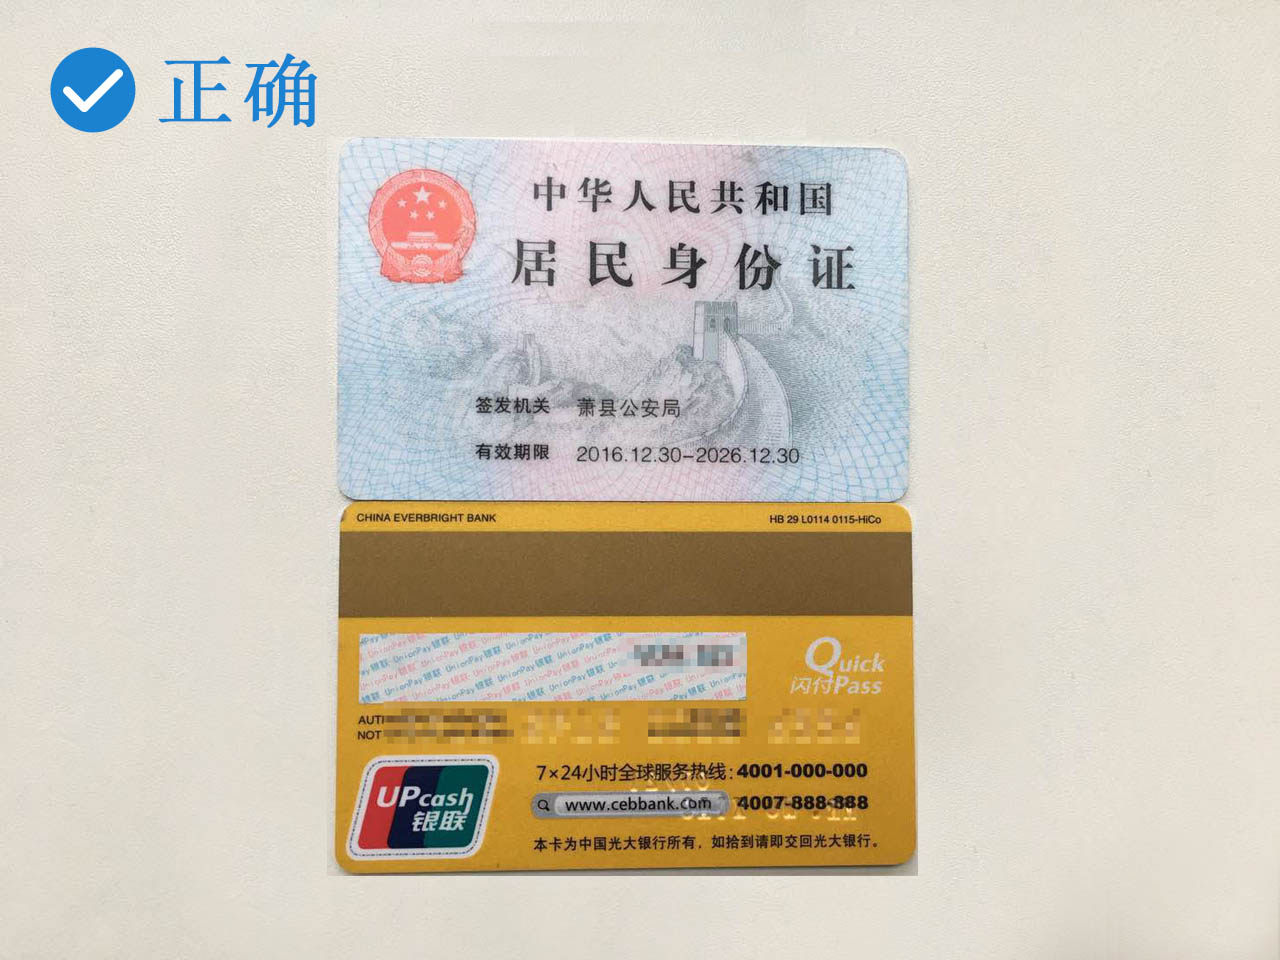 正确
中华人民共和国
居民身份证
签发机关 萧县公安局
有效期限 2016.12.30-2026.12.30
CHINA EVERBRIGHT BANK HB 29 L0114 0115-HiCo
UnionPay 银联
Quick
闪付Pass
AUT
NOT
UPcash
银联
7×24小时全球服务热线：4001-000-000
www.cebbank.com 4007-888-888
本卡为中国光大银行所有，如拾到请即交回光大银行。